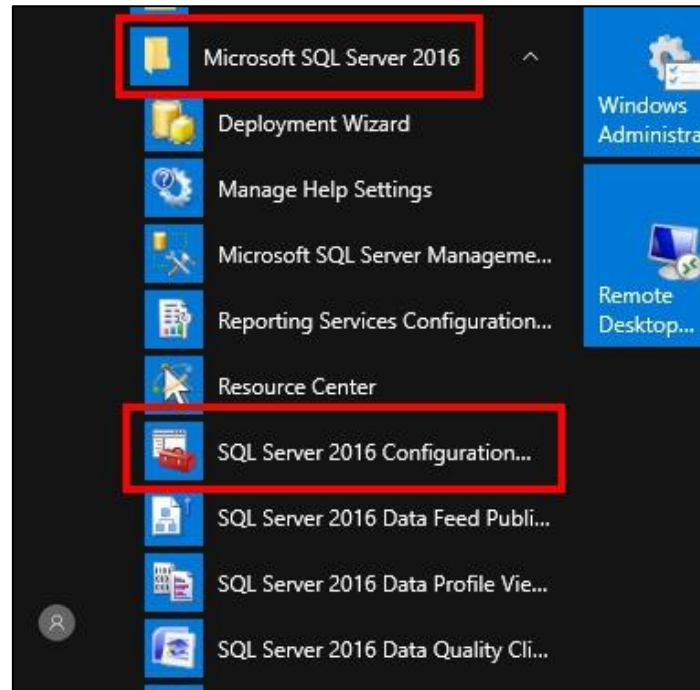 Microsoft SQL Server 2016
Deployment Wizard
Manage Help Settings
Microsoft SQL Server Manageme...
Reporting Services Configuration...
Resource Center
SQL Server 2016 Configuration...
SQL Server 2016 Data Feed Publi...
SQL Server 2016 Data Profile Vie...
SQL Server 2016 Data Quality Cli...
Windows
Administra
Remote
Desktop...